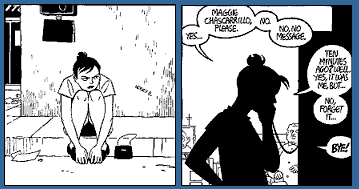 MAGGIE
CHASCARRILLO,
PLEASE.
YES...
NO.
NO, NO
MESSAGE.
TEN
MINUTES
AGO? WELL,
YES, IT WAS
ME, BUT...
NO,
FORGET
IT...
BYE!